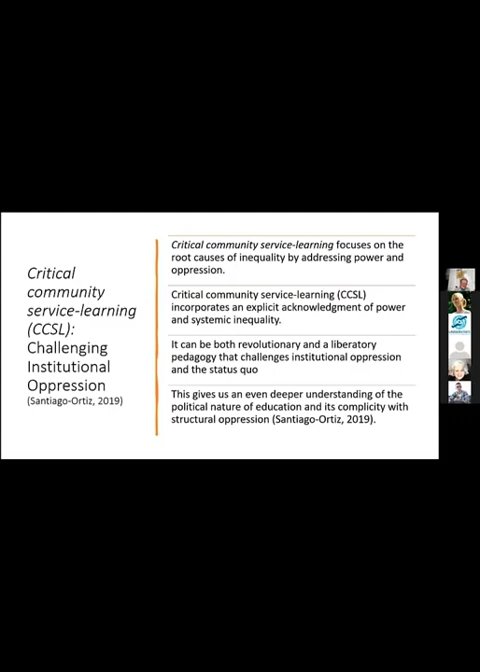 Critical
community
service-learning
(CCSL):
Challenging
Institutional
Oppression
(Santiago-Ortiz, 2019)
Critical community service-learning focuses on the
root causes of inequality by addressing power and
oppression.
Critical community service-learning (CCSL)
incorporates an explicit acknowledgment of power
and systemic inequality.
It can be both revolutionary and a liberatory
pedagogy that challenges institutional oppression
and the status quo
This gives us an even deeper understanding of the
political nature of education and its complicity with
structural oppression (Santiago-Ortiz, 2019).